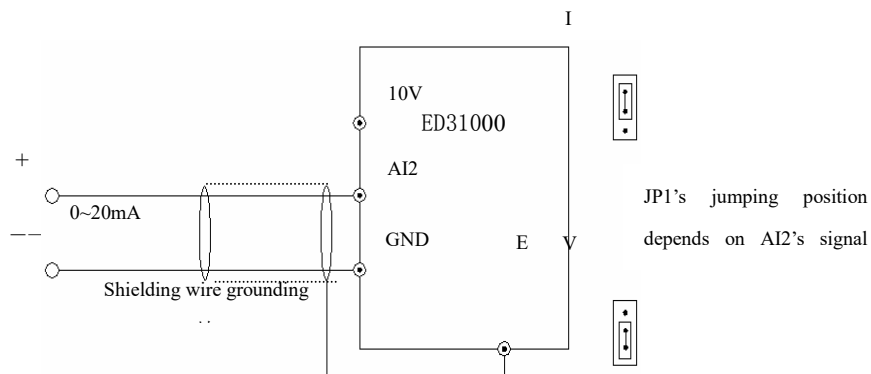 I
10V
ED31000
+
AI2
0~20mA
JP1's jumping position
depends on AI2's signal
—— GND E V
Shielding wire grounding